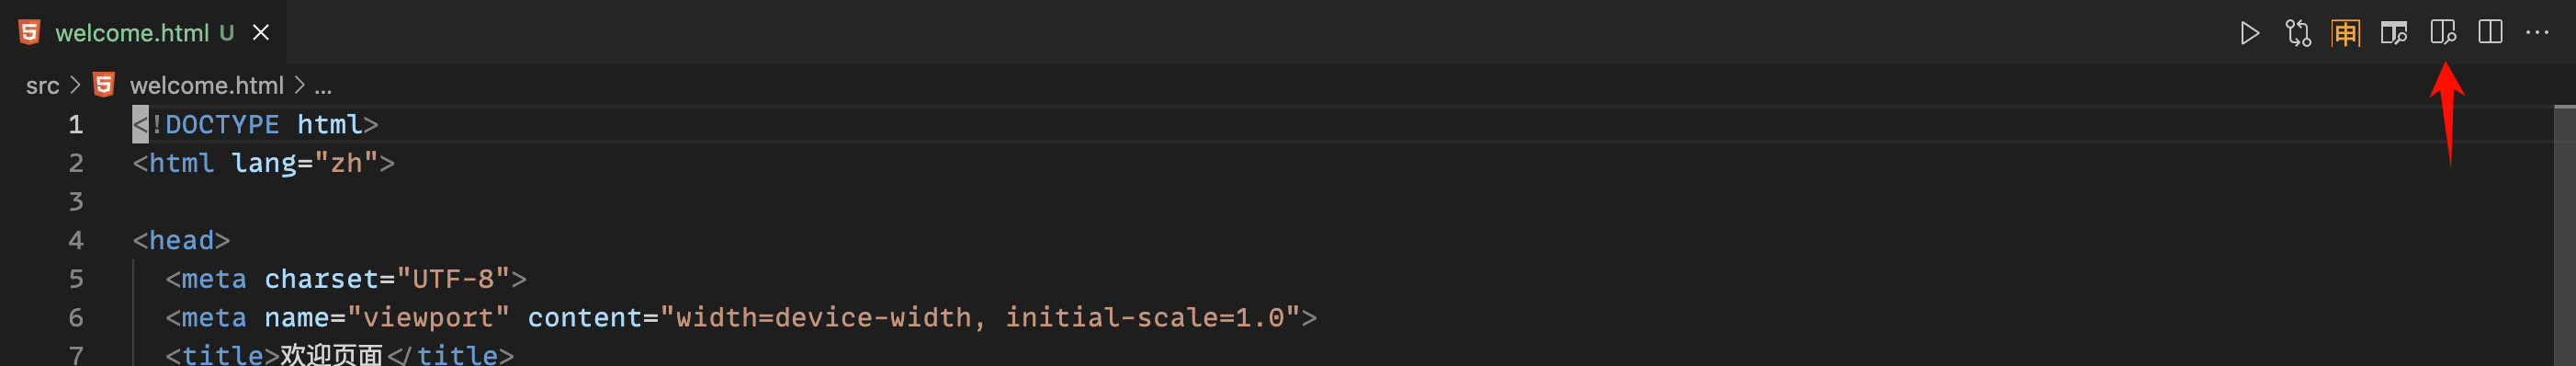 welcome.html U
申
src > welcome.html > ...
1 <!DOCTYPE html>
2 <html lang="zh">
3
4 <head>
5 <meta charset="UTF-8">
6 <meta name="viewport" content="width=device-width, initial-scale=1.0">
7 <title>欢迎页面</title>